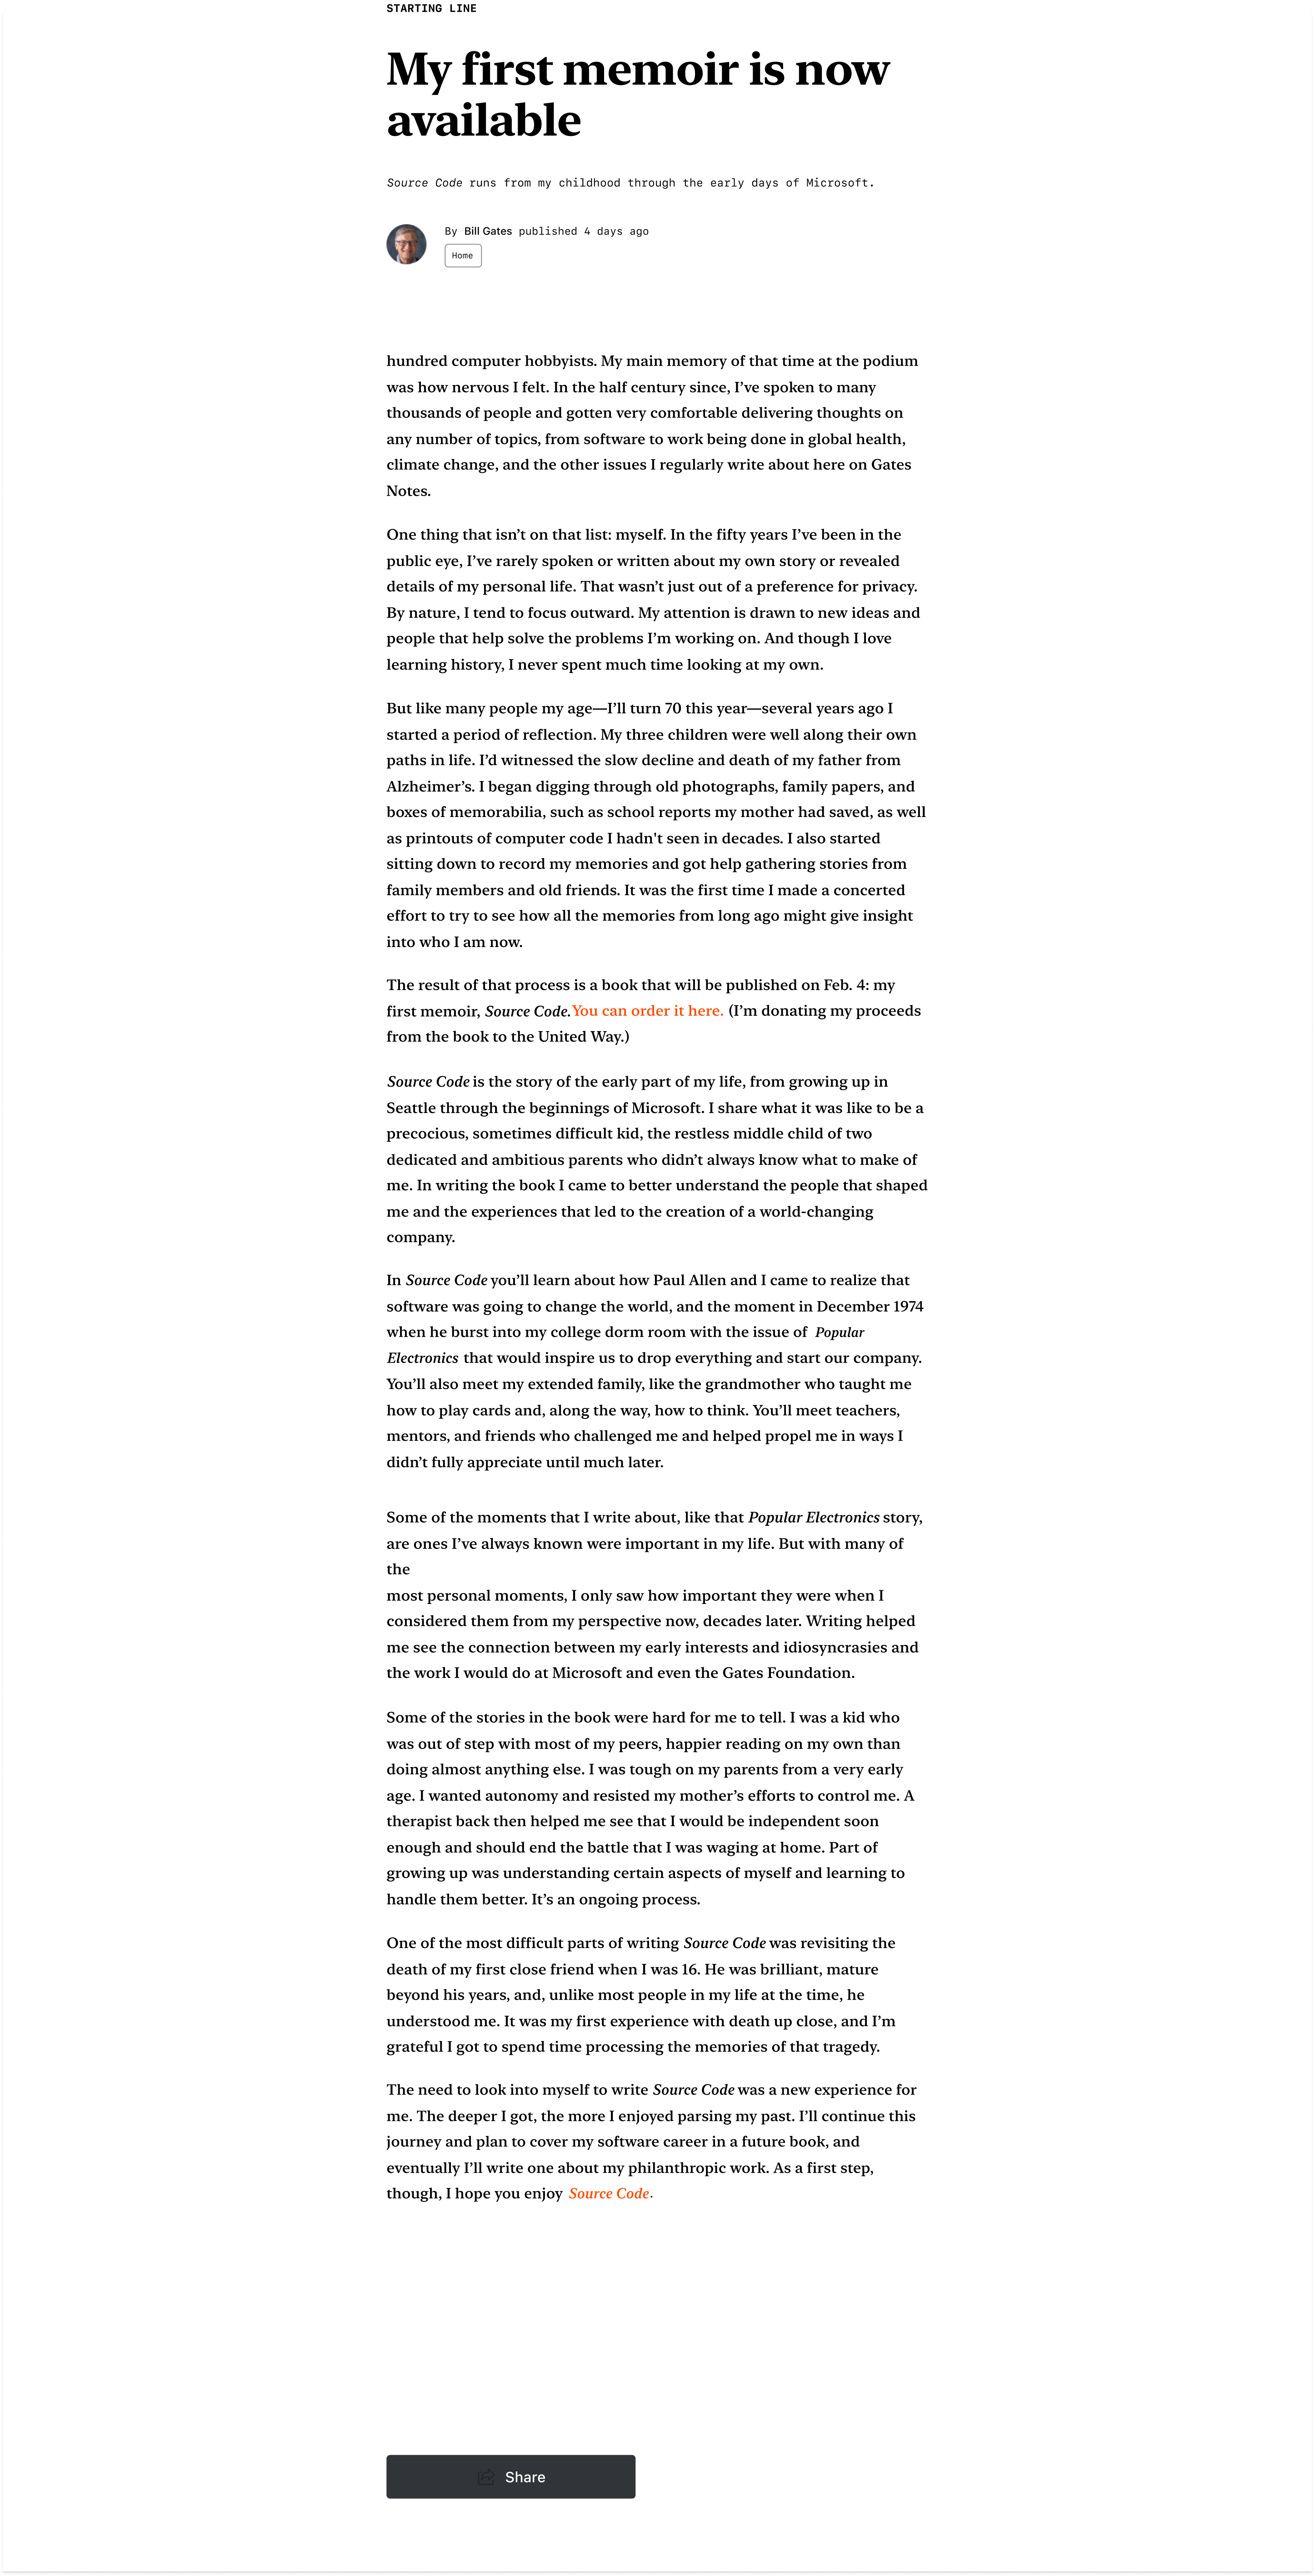 STARTING LINE
My first memoir is now
available
Source Code runs from my childhood through the early days of Microsoft.
By Bill Gates published 4 days ago
Home
hundred computer hobbyists. My main memory of that time at the podium
was how nervous I felt. In the half century since, I’ve spoken to many
thousands of people and gotten very comfortable delivering thoughts on
any number of topics, from software to work being done in global health,
climate change, and the other issues I regularly write about here on Gates
Notes.
One thing that isn’t on that list: myself. In the fifty years I’ve been in the
public eye, I’ve rarely spoken or written about my own story or revealed
details of my personal life. That wasn’t just out of a preference for privacy.
By nature, I tend to focus outward. My attention is drawn to new ideas and
people that help solve the problems I’m working on. And though I love
learning history, I never spent much time looking at my own.
But like many people my age—I’ll turn 70 this year—several years ago I
started a period of reflection. My three children were well along their own
paths in life. I’d witnessed the slow decline and death of my father from
Alzheimer’s. I began digging through old photographs, family papers, and
boxes of memorabilia, such as school reports my mother had saved, as well
as printouts of computer code I hadn't seen in decades. I also started
sitting down to record my memories and got help gathering stories from
family members and old friends. It was the first time I made a concerted
effort to try to see how all the memories from long ago might give insight
into who I am now.
The result of that process is a book that will be published on Feb. 4: my
first memoir, Source Code. You can order it here. (I’m donating my proceeds
from the book to the United Way.)
Source Code is the story of the early part of my life, from growing up in
Seattle through the beginnings of Microsoft. I share what it was like to be a
precocious, sometimes difficult kid, the restless middle child of two
dedicated and ambitious parents who didn’t always know what to make of
me. In writing the book I came to better understand the people that shaped
me and the experiences that led to the creation of a world-changing
company.
In Source Code you’ll learn about how Paul Allen and I came to realize that
software was going to change the world, and the moment in December 1974
when he burst into my college dorm room with the issue of Popular
Electronics that would inspire us to drop everything and start our company.
You’ll also meet my extended family, like the grandmother who taught me
how to play cards and, along the way, how to think. You’ll meet teachers,
mentors, and friends who challenged me and helped propel me in ways I
didn’t fully appreciate until much later.
Some of the moments that I write about, like that Popular Electronics story,
are ones I’ve always known were important in my life. But with many of
the
most personal moments, I only saw how important they were when I
considered them from my perspective now, decades later. Writing helped
me see the connection between my early interests and idiosyncrasies and
the work I would do at Microsoft and even the Gates Foundation.
Some of the stories in the book were hard for me to tell. I was a kid who
was out of step with most of my peers, happier reading on my own than
doing almost anything else. I was tough on my parents from a very early
age. I wanted autonomy and resisted my mother’s efforts to control me. A
therapist back then helped me see that I would be independent soon
enough and should end the battle that I was waging at home. Part of
growing up was understanding certain aspects of myself and learning to
handle them better. It’s an ongoing process.
One of the most difficult parts of writing Source Code was revisiting the
death of my first close friend when I was 16. He was brilliant, mature
beyond his years, and, unlike most people in my life at the time, he
understood me. It was my first experience with death up close, and I’m
grateful I got to spend time processing the memories of that tragedy.
The need to look into myself to write Source Code was a new experience for
me. The deeper I got, the more I enjoyed parsing my past. I’ll continue this
journey and plan to cover my software career in a future book, and
eventually I’ll write one about my philanthropic work. As a first step,
though, I hope you enjoy Source Code.
Share